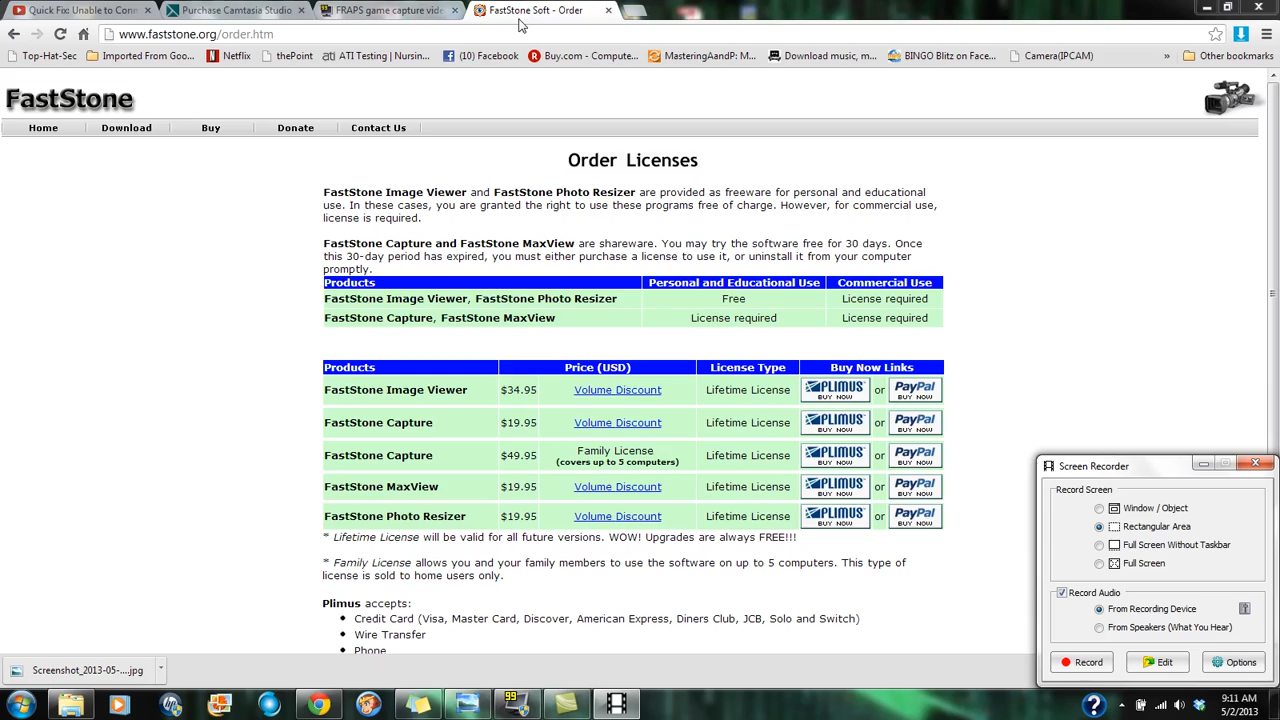 Quick Fix: Unable to Conn
Purchase Camtasia Studio
FRAPS game capture vide
FastStone Soft - Order
www.faststone.org/order.htm
Top-Hat-Sec
Imported From Goo...
Netflix
thePoint
ati ATI Testing | Nursin...
(10) Facebook
Buy.com - Compute...
MasteringAandP: M...
Download music, m...
BINGO Blitz on Face...
Camera(IPCAM)
»
Other bookmarks
FastStone
Home
Download
Buy
Donate
Contact Us
Order Licenses
FastStone Image Viewer and FastStone Photo Resizer are provided as freeware for personal and educational
use. In these cases, you are granted the right to use these programs free of charge. However, for commercial use,
license is required.
FastStone Capture and FastStone MaxView are shareware. You may try the software free for 30 days. Once
this 30-day period has expired, you must either purchase a license to use it, or uninstall it from your computer
promptly.
Products Personal and Educational Use Commercial Use
FastStone Image Viewer, FastStone Photo Resizer Free License required
FastStone Capture, FastStone MaxView License required License required
Products Price (USD) License Type Buy Now Links
FastStone Image Viewer $34.95 Volume Discount Lifetime License PLIMUS BUY NOW or PayPal BUY NOW
FastStone Capture $19.95 Volume Discount Lifetime License PLIMUS BUY NOW or PayPal BUY NOW
FastStone Capture $49.95 Family License (covers up to 5 computers) Lifetime License PLIMUS BUY NOW or PayPal BUY NOW
FastStone MaxView $19.95 Volume Discount Lifetime License PLIMUS BUY NOW or PayPal BUY NOW
FastStone Photo Resizer $19.95 Volume Discount Lifetime License PLIMUS BUY NOW or PayPal BUY NOW
* Lifetime License will be valid for all future versions. WOW! Upgrades are always FREE!!!
* Family License allows you and your family members to use the software on up to 5 computers. This type of
license is sold to home users only.
Plimus accepts:
• Credit Card (Visa, Master Card, Discover, American Express, Diners Club, JCB, Solo and Switch)
• Wire Transfer
• Phone
Screen Recorder
Record Screen
Window / Object
Rectangular Area
Full Screen Without Taskbar
Full Screen
Record Audio
From Recording Device
From Speakers (What You Hear)
Record
Edit
Options
Screenshot_2013-05-....jpg
99
9:11 AM
5/2/2013